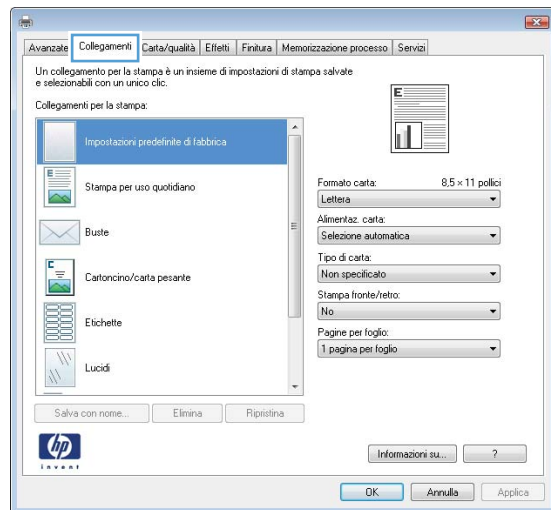 Avanzate Collegamenti Carta/qualità Effetti Finitura Memorizzazione processo Servizi
Un collegamento per la stampa è un insieme di impostazioni di stampa salvate
e selezionabili con un unico clic.
Collegamenti per la stampa:
Impostazioni predefinite di fabbrica
Stampa per uso quotidiano
Buste
Cartoncino/carta pesante
Etichette
Lucidi
Salva con nome... Elimina Ripristina
E
Formato carta: 8,5 × 11 pollici
Lettera
Alimentaz. carta:
Selezione automatica
Tipo di carta:
Non specificato
Stampa fronte/retro:
No
Pagine per foglio:
1 pagina per foglio
hp
invent
Informazioni su... ?
OK Annulla Applica